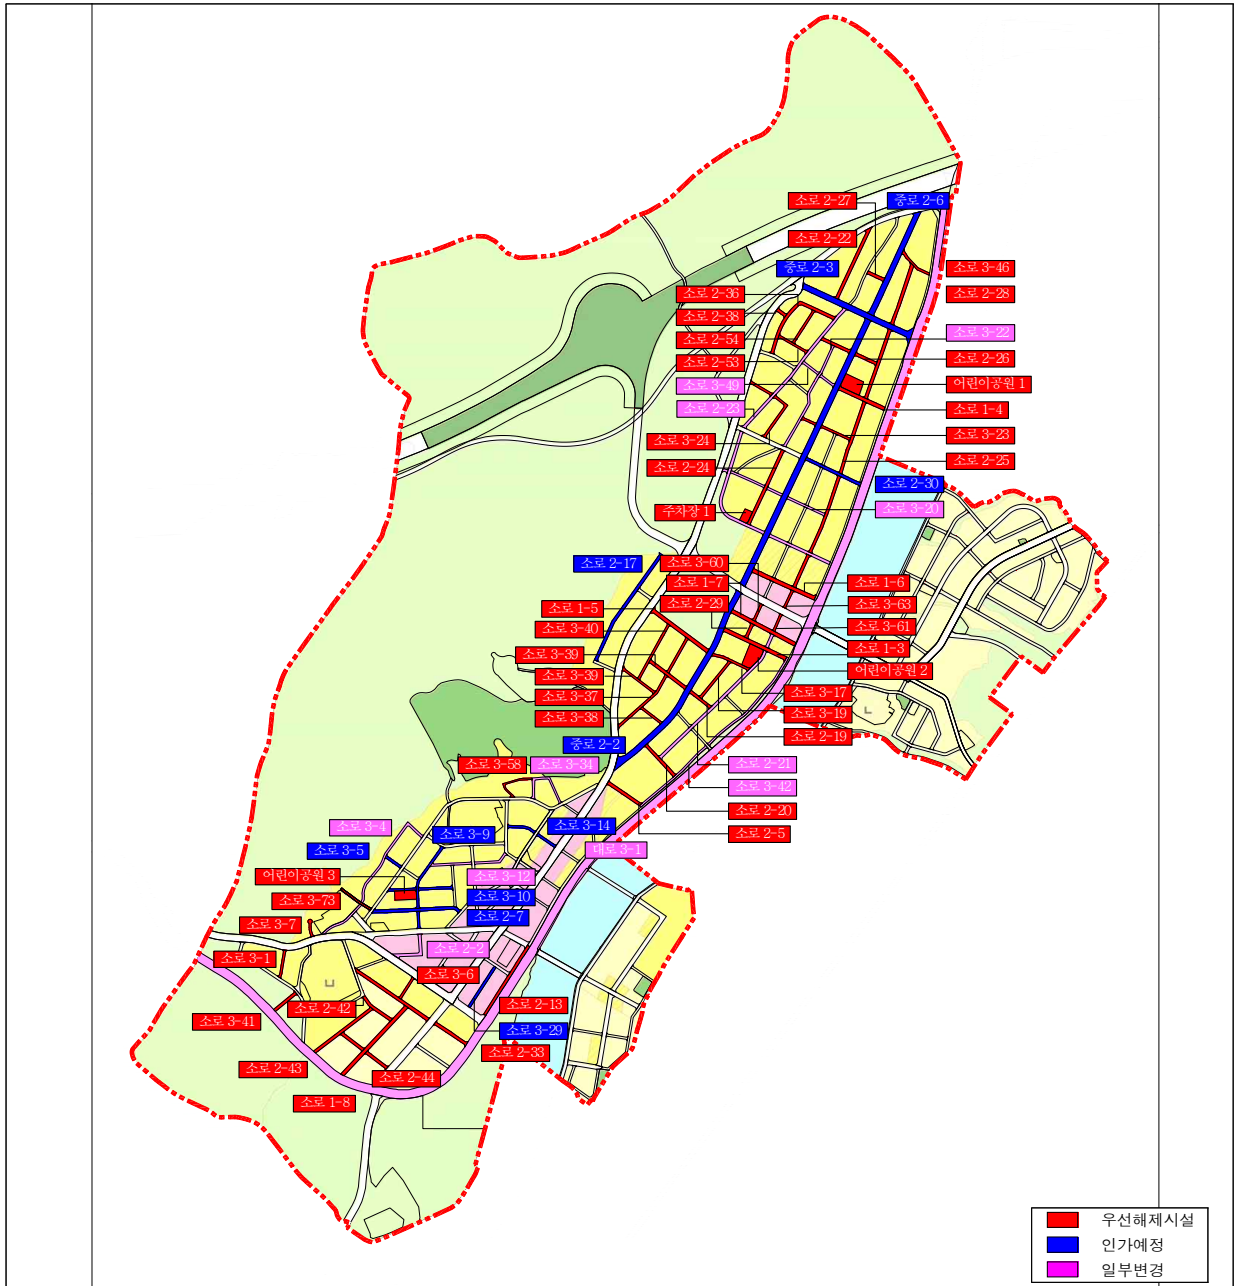 소로 2-27
중로 2-6
소로 2-22
중로 2-3
소로 3-46
소로 2-36
소로 2-28
소로 2-38
소로 3-22
소로 2-54
소로 2-53
소로 2-26
소로 3-49
어린이공원 1
소로 2-23
소로 1-4
소로 3-24
소로 3-23
소로 2-24
소로 2-25
소로 2-30
주차장 1
소로 3-20
소로 2-17
소로 3-60
소로 1-7
소로 1-6
소로 1-5
소로 2-29
소로 3-63
소로 3-40
소로 3-61
소로 3-39
소로 1-3
소로 3-39
어린이공원 2
소로 3-37
소로 3-17
소로 3-38
소로 3-19
중로 2-2
소로 2-19
소로 3-58
소로 3-34
소로 2-21
소로 3-42
소로 2-20
소로 3-4
소로 3-9
소로 3-14
소로 2-5
소로 3-5
대로 3-1
어린이공원 3
소로 3-12
소로 3-73
소로 3-10
소로 3-7
소로 2-7
소로 3-1
소로 2-2
소로 3-6
소로 2-42
소로 2-13
소로 3-41
소로 3-29
소로 2-43
소로 2-33
소로 2-44
소로 1-8
우선해제시설
인가예정
일부변경